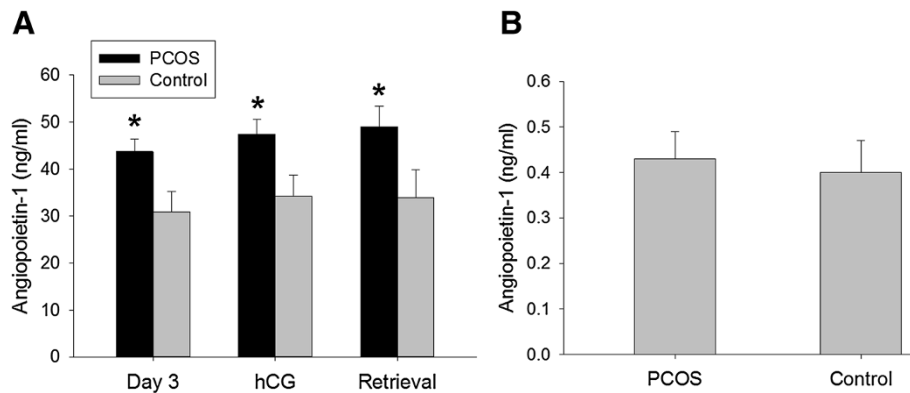 A
PCOS
Control
Angiopoietin-1 (ng/ml)
60
50
40
30
20
10
0
* * *
Day 3 hCG Retrieval
B
Angiopoietin-1 (ng/ml)
0.6
0.5
0.4
0.3
0.2
0.1
0.0
PCOS Control